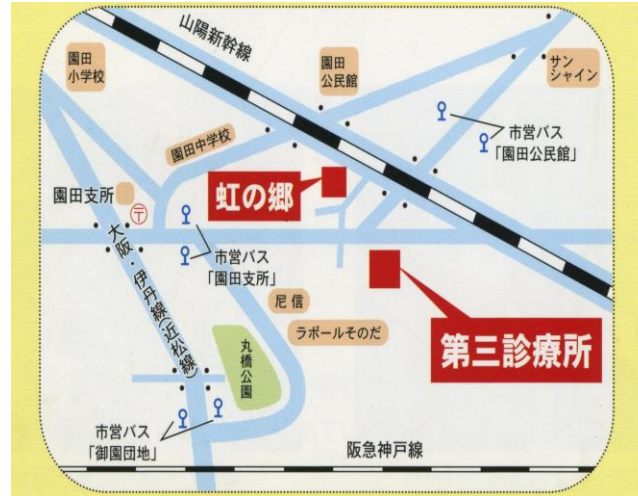 山陽新幹線
園田
小学校
園田
公民館
サン
シャイン
市営バス
「園田公民館」
園田中学校
虹の郷
園田支所
〒
大阪・伊丹線(近松線)
市営バス
「園田支所」
尼信
ラポールそのだ
第三診療所
丸橋公園
市営バス
「御園団地」
阪急神戸線